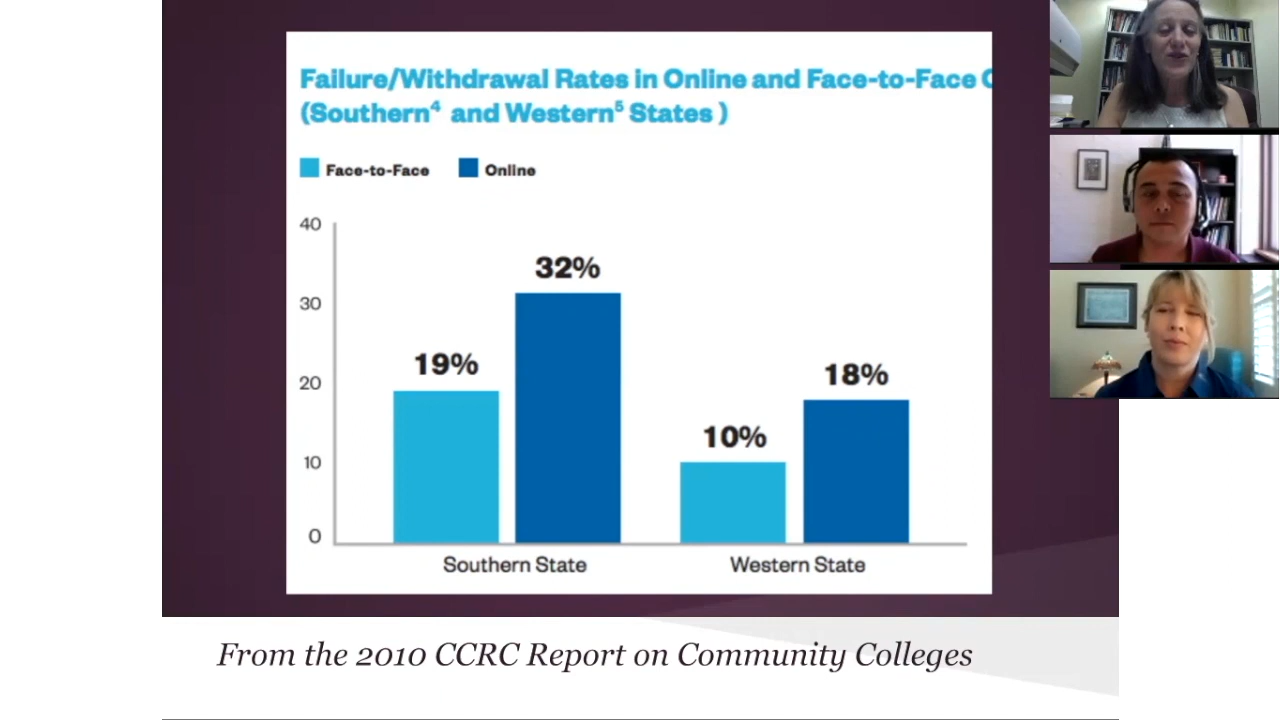 Failure/Withdrawal Rates in Online and Face-to-Face
(Southern⁴ and Western⁵ States )
Face-to-Face Online
40
30
20
10
0
19%
32%
10%
18%
Southern State
Western State
From the 2010 CCRC Report on Community Colleges